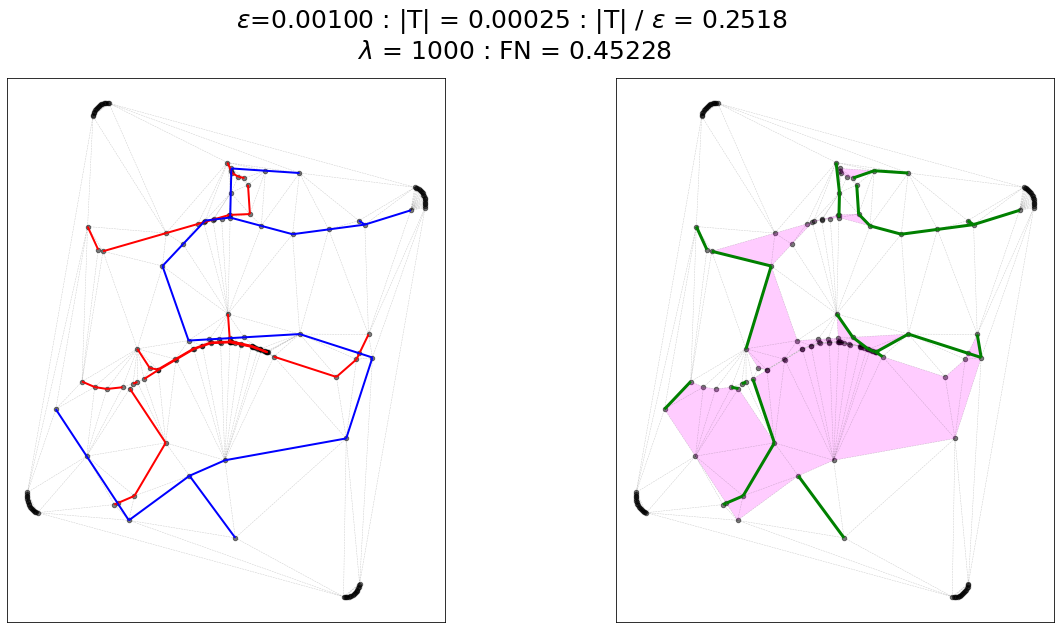 ε=0.00100 : |T| = 0.00025 : |T| / ε = 0.2518
λ = 1000 : FN = 0.45228